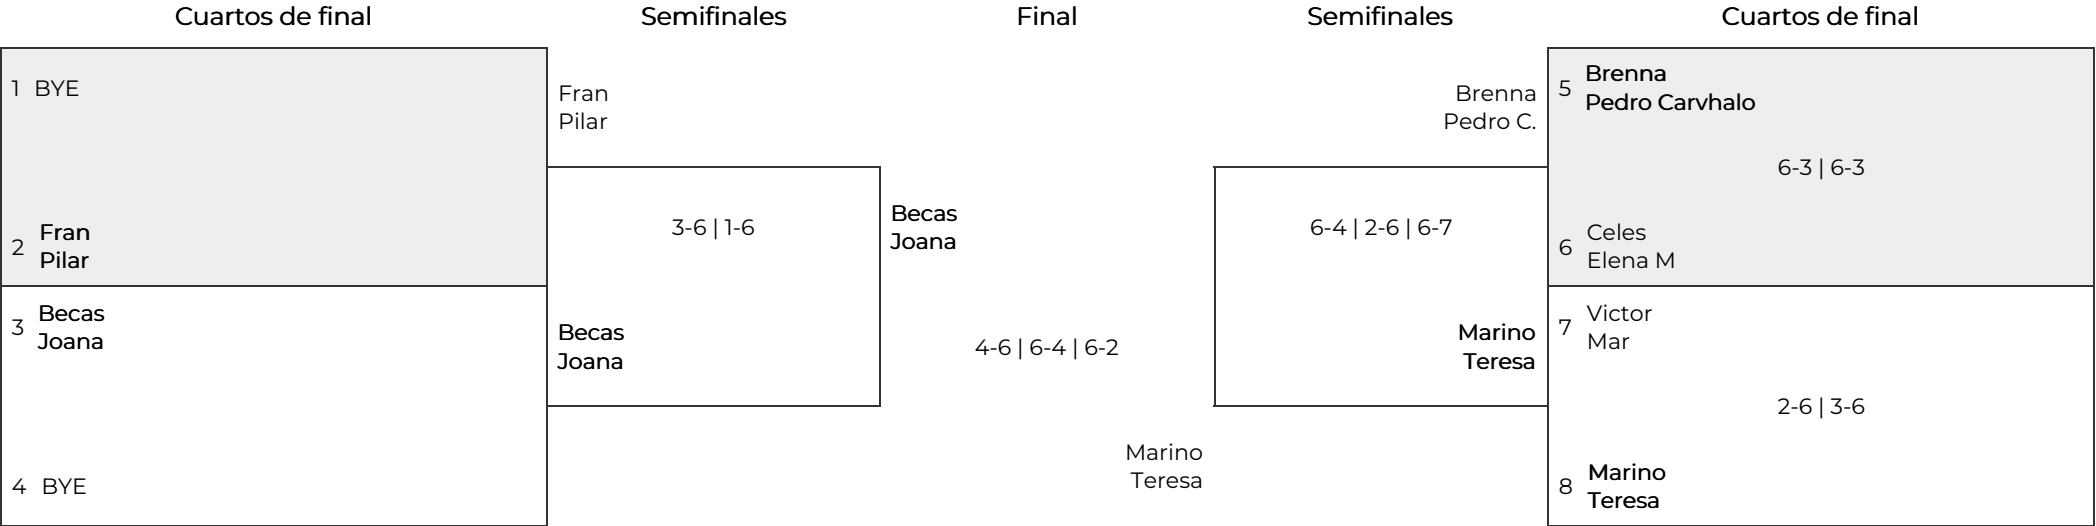 Cuartos de final
Semifinales
Final
Semifinales
Cuartos de final
1 BYE
2 Fran
Pilar
3 Becas
Joana
4 BYE
Fran
Pilar
3-6 | 1-6
Becas
Joana
Becas
Joana
4-6 | 6-4 | 6-2
Marino
Teresa
Brenna
Pedro C.
6-4 | 2-6 | 6-7
Marino
Teresa
5 Brenna
Pedro Carvhalo
6-3 | 6-3
6 Celes
Elena M
7 Victor
Mar
2-6 | 3-6
8 Marino
Teresa